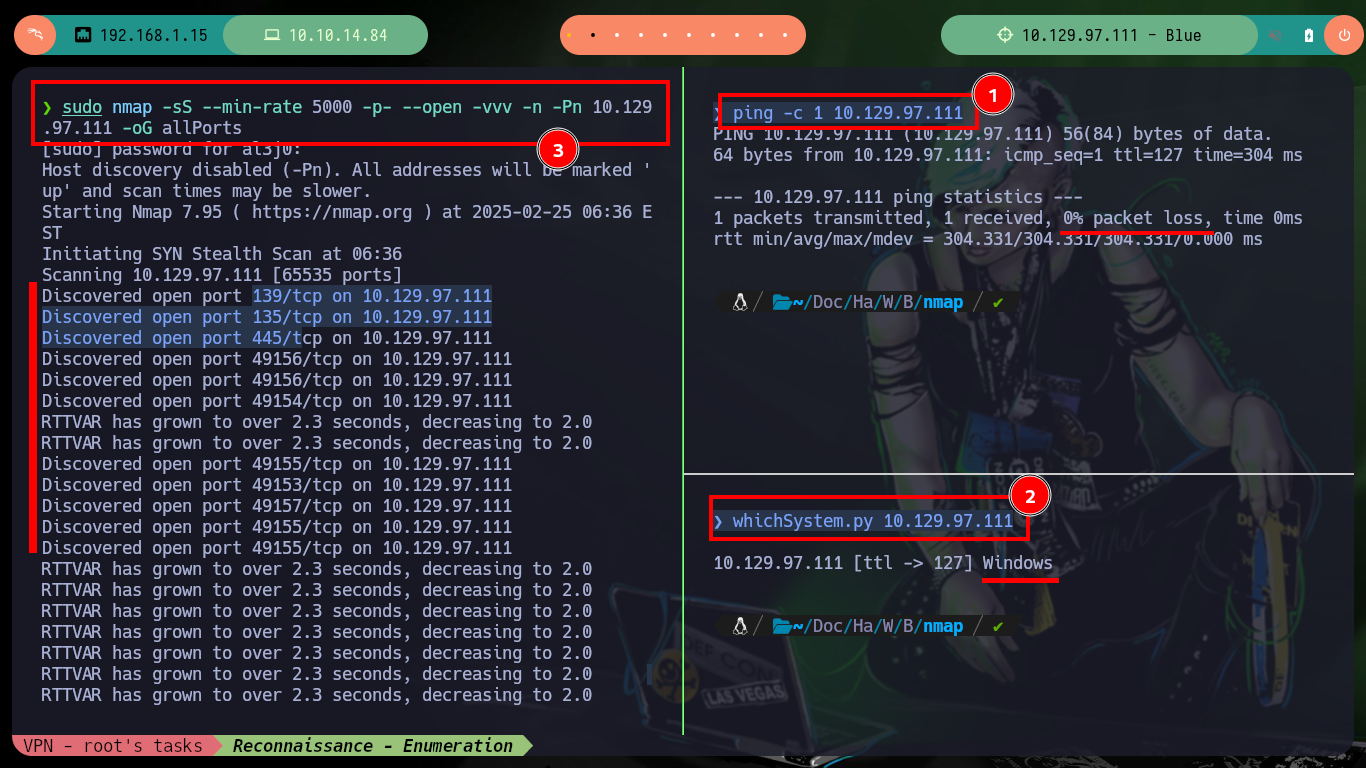 192.168.1.15
10.10.14.84
10.129.97.111 - Blue
❯ sudo nmap -sS --min-rate 5000 -p- --open -vvv -n -Pn 10.129
.97.111 -oG allPorts
3
[sudo] password for al3j0:
Host discovery disabled (-Pn). All addresses will be marked '
up' and scan times may be slower.
Starting Nmap 7.95 ( https://nmap.org ) at 2025-02-25 06:36 E
ST
Initiating SYN Stealth Scan at 06:36
Scanning 10.129.97.111 [65535 ports]
Discovered open port 139/tcp on 10.129.97.111
Discovered open port 135/tcp on 10.129.97.111
Discovered open port 445/tcp on 10.129.97.111
Discovered open port 49156/tcp on 10.129.97.111
Discovered open port 49156/tcp on 10.129.97.111
Discovered open port 49154/tcp on 10.129.97.111
RTTVAR has grown to over 2.3 seconds, decreasing to 2.0
RTTVAR has grown to over 2.3 seconds, decreasing to 2.0
Discovered open port 49155/tcp on 10.129.97.111
Discovered open port 49153/tcp on 10.129.97.111
Discovered open port 49157/tcp on 10.129.97.111
Discovered open port 49155/tcp on 10.129.97.111
Discovered open port 49155/tcp on 10.129.97.111
RTTVAR has grown to over 2.3 seconds, decreasing to 2.0
RTTVAR has grown to over 2.3 seconds, decreasing to 2.0
RTTVAR has grown to over 2.3 seconds, decreasing to 2.0
RTTVAR has grown to over 2.3 seconds, decreasing to 2.0
RTTVAR has grown to over 2.3 seconds, decreasing to 2.0
RTTVAR has grown to over 2.3 seconds, decreasing to 2.0
RTTVAR has grown to over 2.3 seconds, decreasing to 2.0
1
❯ ping -c 1 10.129.97.111
PING 10.129.97.111 (10.129.97.111) 56(84) bytes of data.
64 bytes from 10.129.97.111: icmp_seq=1 ttl=127 time=304 ms
--- 10.129.97.111 ping statistics ---
1 packets transmitted, 1 received, 0% packet loss, time 0ms
rtt min/avg/max/mdev = 304.331/304.331/304.331/0.000 ms
~/Doc/Ha/W/B/nmap / ✔
2
❯ whichSystem.py 10.129.97.111
10.129.97.111 [ttl -> 127] Windows
~/Doc/Ha/W/B/nmap / ✔
DEF CON
LAS VEGAS
VPN - root's tasks
Reconnaissance - Enumeration